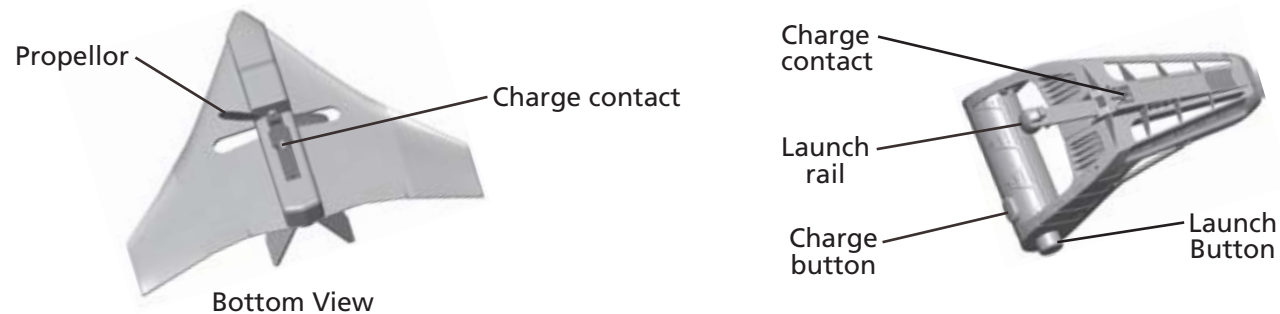 Propellor
Charge contact
Bottom View
Charge
contact
Launch
rail
Charge
button
Launch
Button